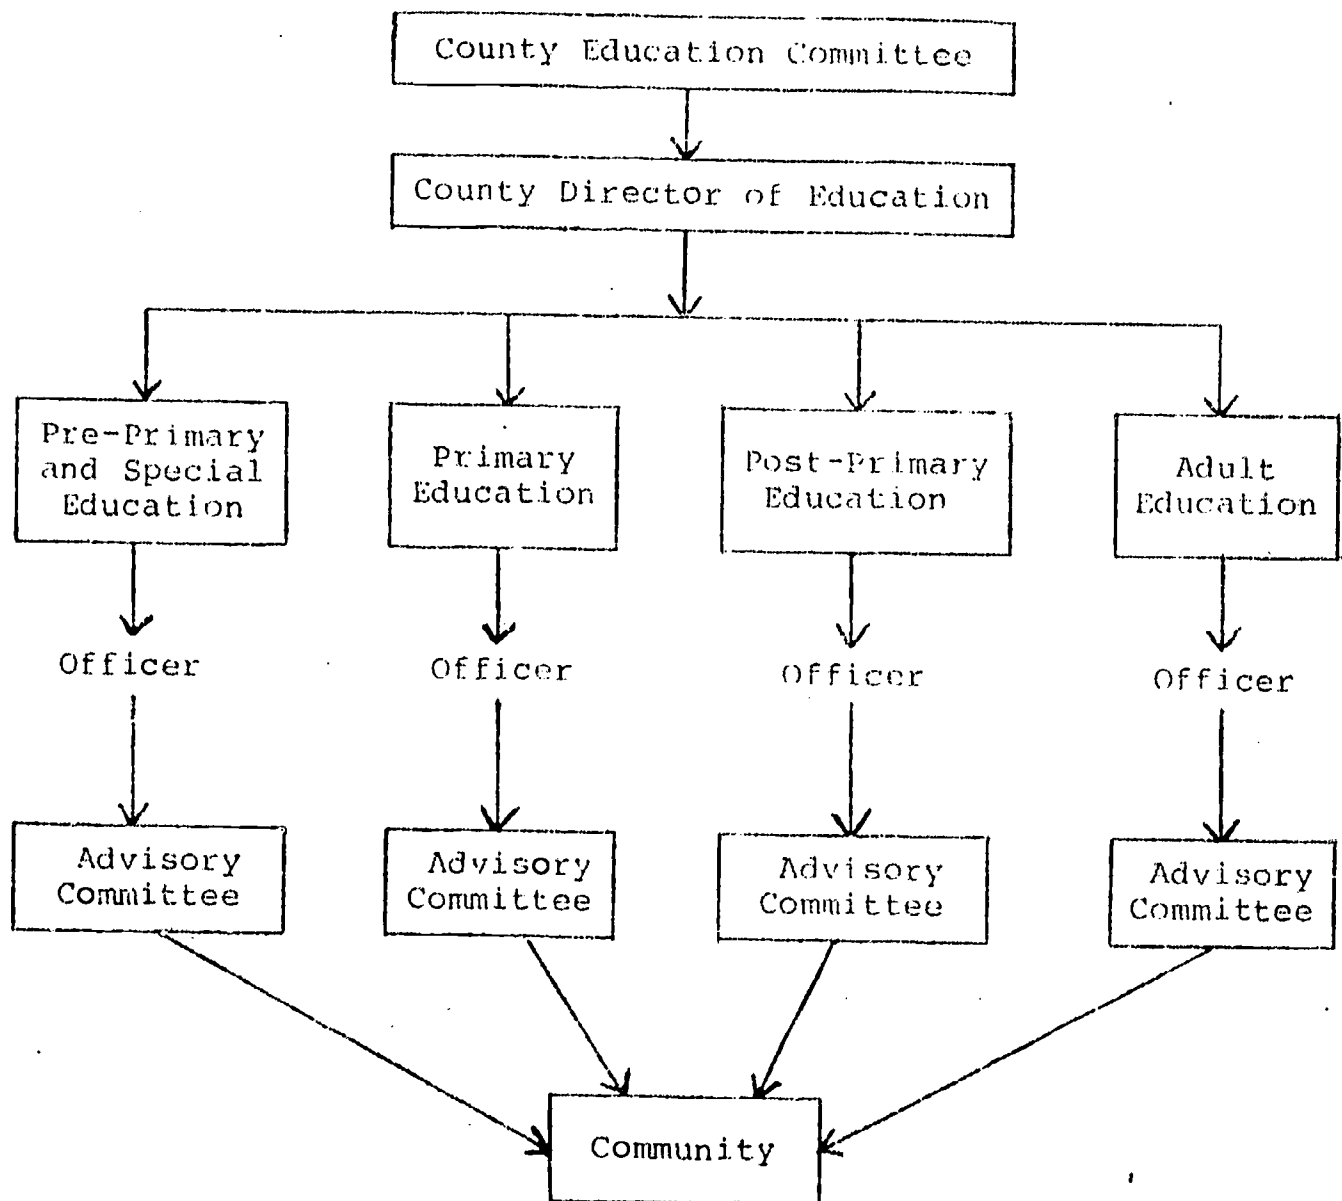 County Education Committee
County Director of Education
Pre-Primary
and Special
Education
Primary
Education
Post-Primary
Education
Adult
Education
Officer
Officer
Officer
Officer
Advisory
Committee
Advisory
Committee
Advisory
Committee
Advisory
Committee
Community